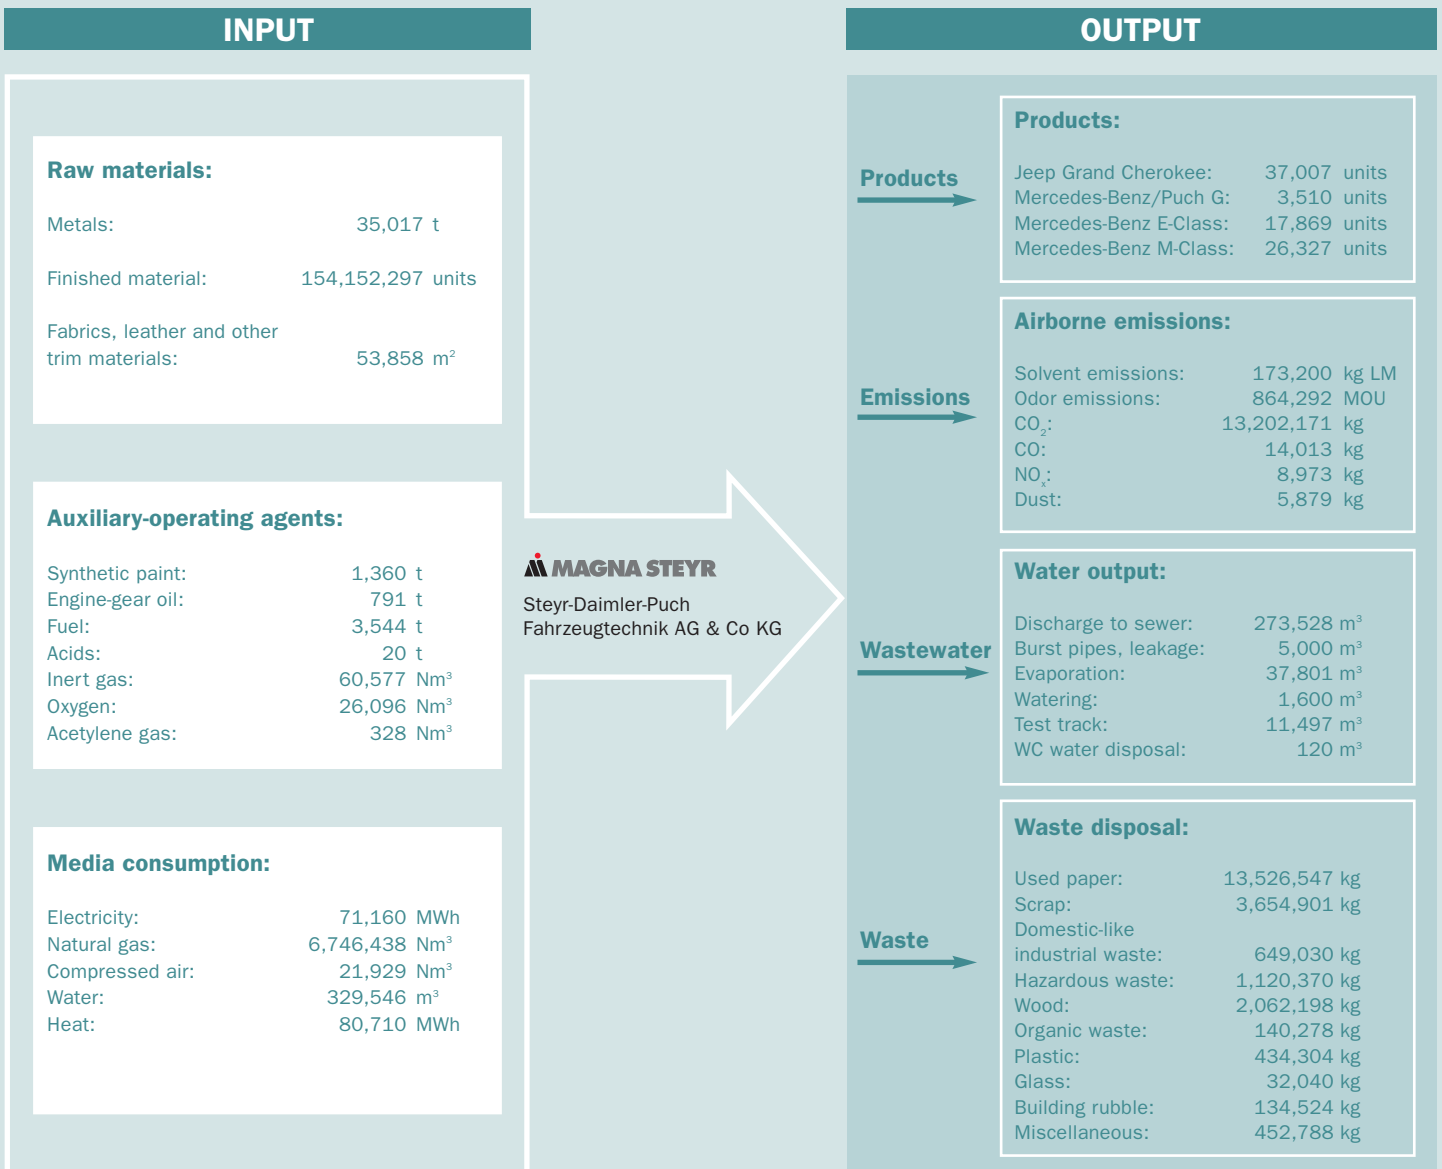 INPUT
Raw materials:
Metals: 35,017 t
Finished material: 154,152,297 units
Fabrics, leather and other
trim materials: 53,858 m²
Auxiliary-operating agents:
Synthetic paint: 1,360 t
Engine-gear oil: 791 t
Fuel: 3,544 t
Acids: 20 t
Inert gas: 60,577 Nm³
Oxygen: 26,096 Nm³
Acetylene gas: 328 Nm³
Media consumption:
Electricity: 71,160 MWh
Natural gas: 6,746,438 Nm³
Compressed air: 21,929 Nm³
Water: 329,546 m³
Heat: 80,710 MWh
MAGNA STEYR
Steyr-Daimler-Puch
Fahrzeugtechnik AG & Co KG
OUTPUT
Products
Products:
Jeep Grand Cherokee: 37,007 units
Mercedes-Benz/Puch G: 3,510 units
Mercedes-Benz E-Class: 17,869 units
Mercedes-Benz M-Class: 26,327 units
Emissions
Airborne emissions:
Solvent emissions: 173,200 kg LM
Odor emissions: 864,292 MOU
CO₂: 13,202,171 kg
CO: 14,013 kg
NOₓ: 8,973 kg
Dust: 5,879 kg
Wastewater
Water output:
Discharge to sewer: 273,528 m³
Burst pipes, leakage: 5,000 m³
Evaporation: 37,801 m³
Watering: 1,600 m³
Test track: 11,497 m³
WC water disposal: 120 m³
Waste
Waste disposal:
Used paper: 13,526,547 kg
Scrap: 3,654,901 kg
Domestic-like
industrial waste: 649,030 kg
Hazardous waste: 1,120,370 kg
Wood: 2,062,198 kg
Organic waste: 140,278 kg
Plastic: 434,304 kg
Glass: 32,040 kg
Building rubble: 134,524 kg
Miscellaneous: 452,788 kg